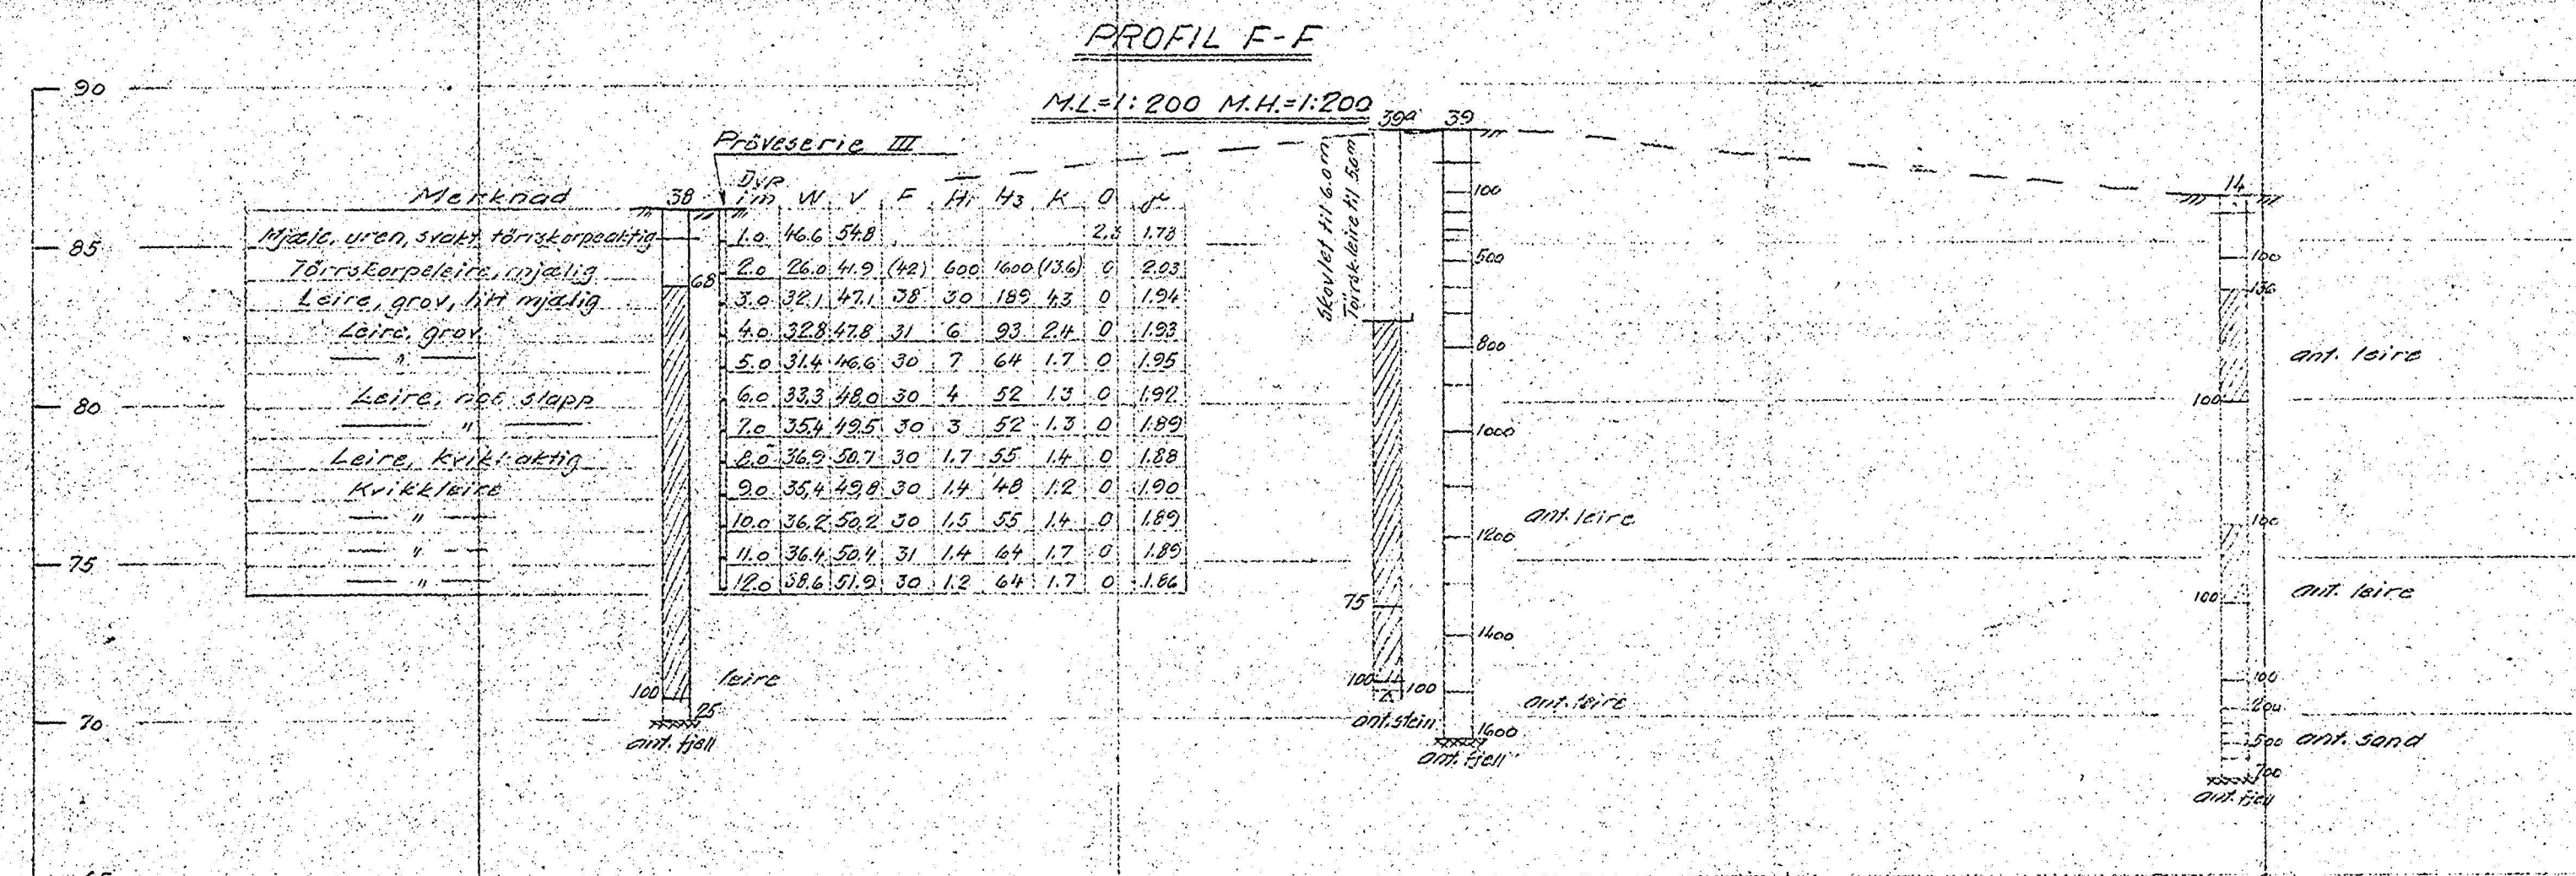 PROFIL F-F
M.L.=1:200 M.H.=1:200
90
85
80
75
70
Pröveserie III
Merknad 38 Dyp i m W V F H1 H3 K O γ
Mjæle, uren, svakt törrskorpeaktig 1.0 46.6 54.8 2.3 1.78
Törrskorpeleire, mjælig 2.0 26.0 41.9 (42) 600 1600 (13.6) 0 2.03
Leire, grov, litt mjælig 3.0 32.1 47.1 38 30 189 4.3 0 1.94
Leire, grov 4.0 32.8 47.8 31 6 93 2.4 0 1.93
— " — 5.0 31.4 46.6 30 7 64 1.7 0 1.95
Leire, noe slapp 6.0 33.3 48.0 30 4 52 1.3 0 1.92
— " — 7.0 35.4 49.5 30 3 52 1.3 0 1.89
Leire, kvikkaktig 8.0 36.9 50.7 30 1.7 55 1.4 0 1.88
Kvikkleire 9.0 35.4 49.8 30 1.4 48 1.2 0 1.90
— " — 10.0 36.2 50.2 30 1.5 55 1.4 0 1.89
— " — 11.0 36.4 50.4 31 1.4 64 1.7 0 1.89
— " — 12.0 38.6 51.9 30 1.2 64 1.7 0 1.86
68
100
leire
25
ant. fjell
39a
Skovlet til 6.0 m
Törrsk.leire til 5.0 m
75
100
100
ant. stein
39
100
500
800
1000
1200
ant. leire
1400
ant. leire
1600
ant. fjell
14
100
136
ant. leire
100
100
100
ant. leire
100
200
500
ant. sand
700
ant. fjell